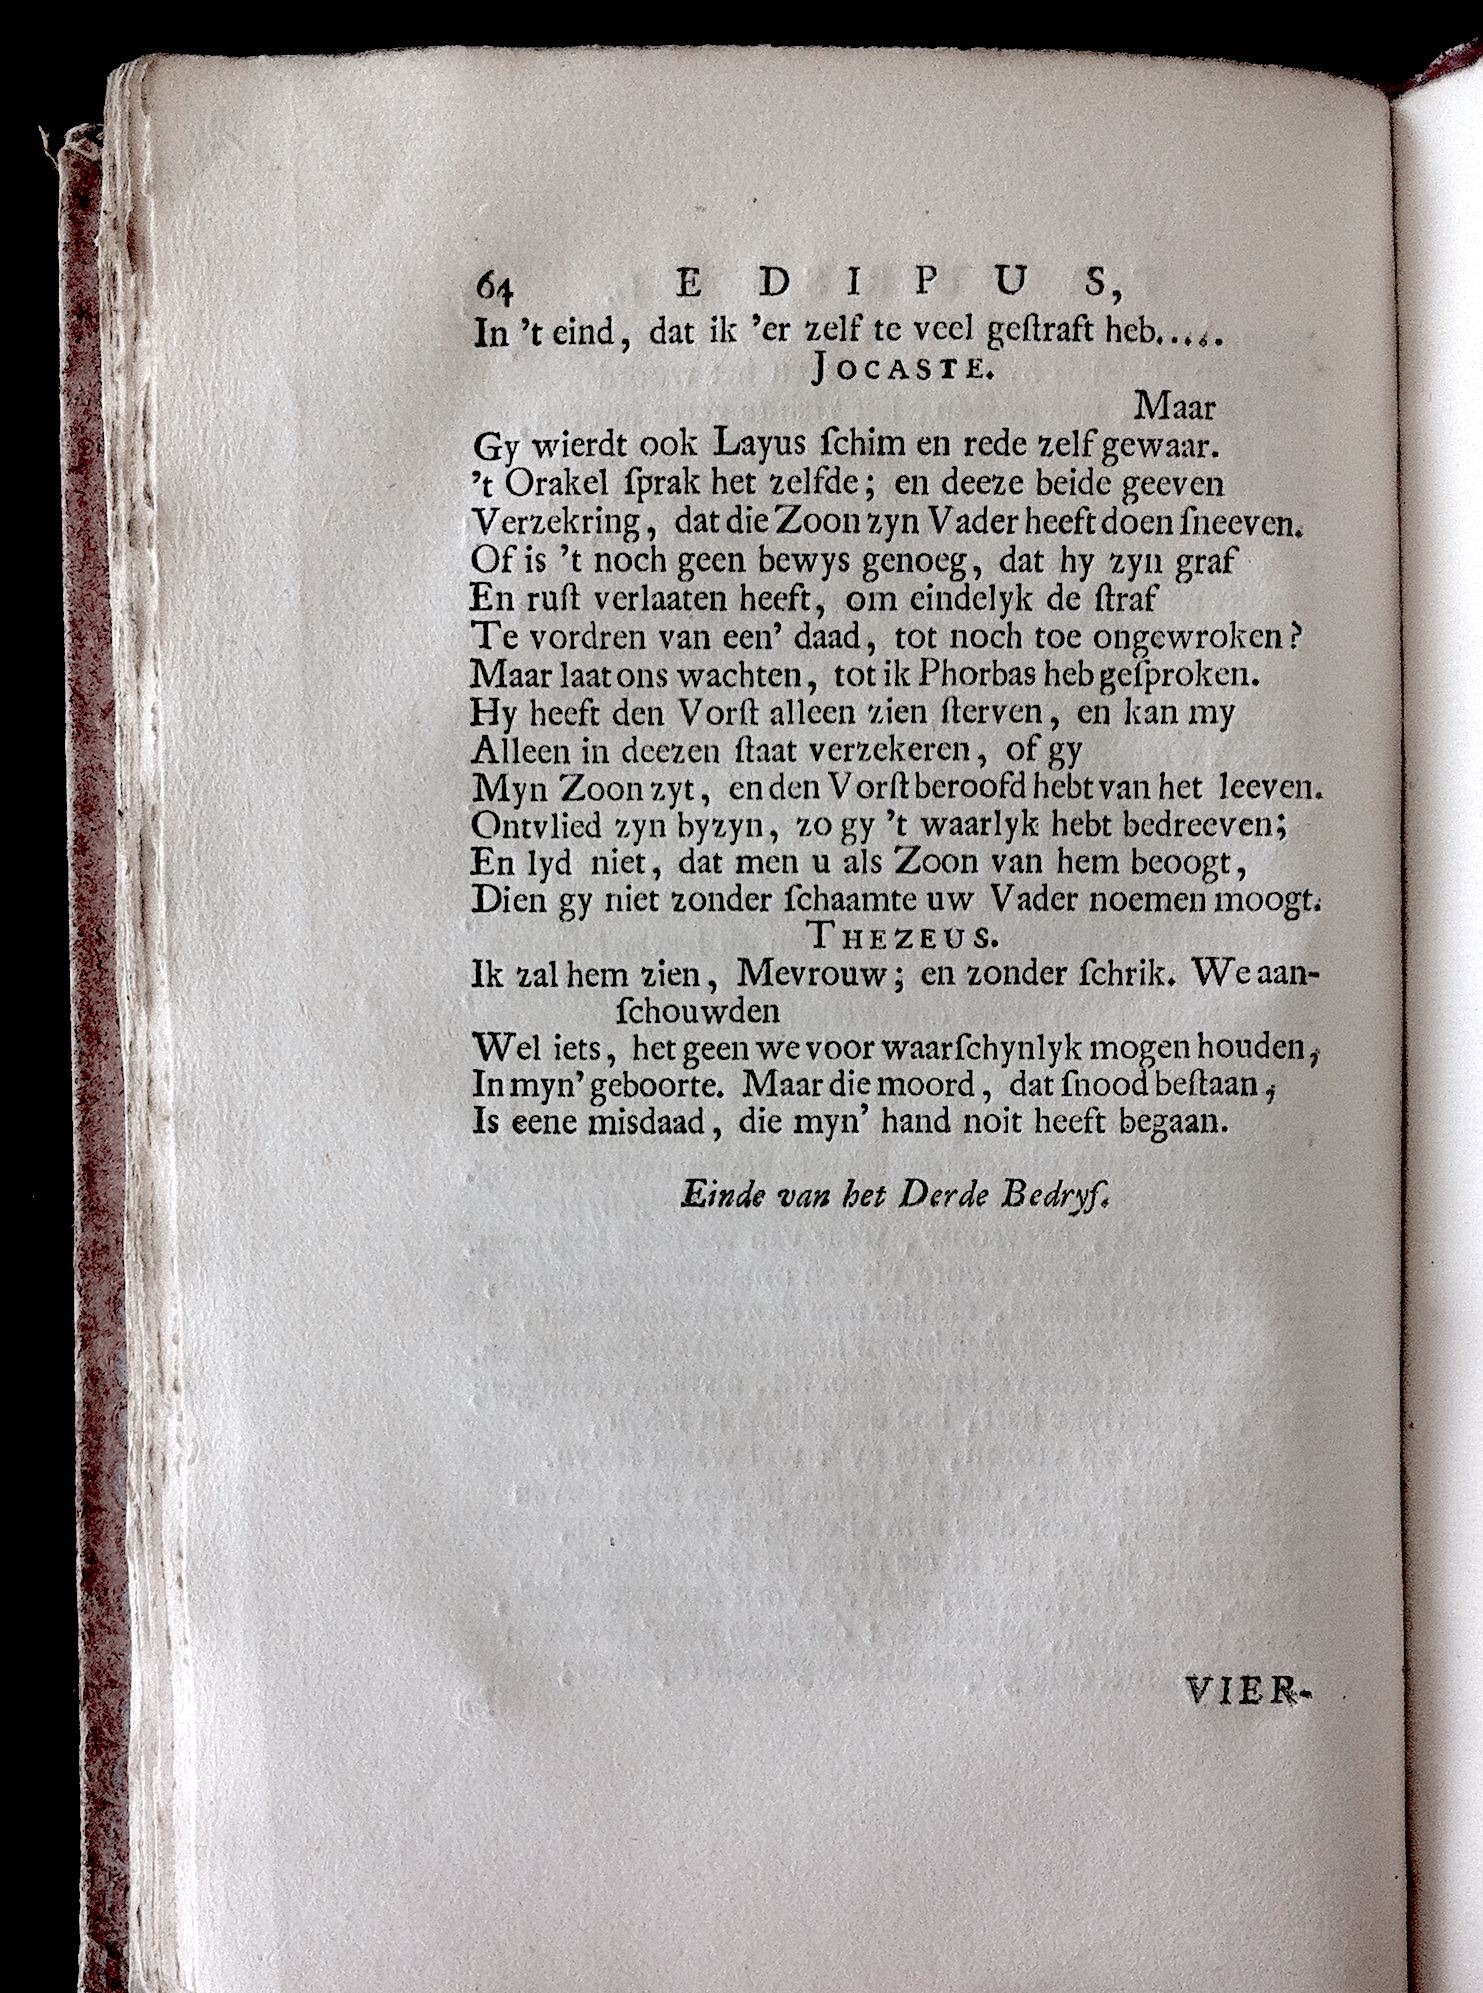 64 E D I P U S,
In 't eind, dat ik 'er zelf te veel geſtraft heb.....
JOCASTE.
Maar
Gy wierdt ook Layus ſchim en rede zelf gewaar.
't Orakel ſprak het zelfde; en deeze beide geeven
Verzekring, dat die Zoon zyn Vader heeft doen ſneeven.
Of is 't noch geen bewys genoeg, dat hy zyn graf
En ruſt verlaaten heeft, om eindelyk de ſtraf
Te vordren van een' daad, tot noch toe ongewroken?
Maar laat ons wachten, tot ik Phorbas heb geſproken.
Hy heeft den Vorſt alleen zien ſterven, en kan my
Alleen in deezen ſtaat verzekeren, of gy
Myn Zoon zyt, en den Vorſt beroofd hebt van het leeven.
Ontvlied zyn byzyn, zo gy 't waarlyk hebt bedreeven;
En lyd niet, dat men u als Zoon van hem beoogt,
Dien gy niet zonder ſchaamte uw Vader noemen moogt.
THEZEUS.
Ik zal hem zien, Mevrouw; en zonder ſchrik. We aan-
ſchouwden
Wel iets, het geen we voor waarſchynlyk mogen houden,
In myn' geboorte. Maar die moord, dat ſnood beſtaan,
Is eene misdaad, die myn' hand noit heeft begaan.
Einde van het Derde Bedryf.
VIER-